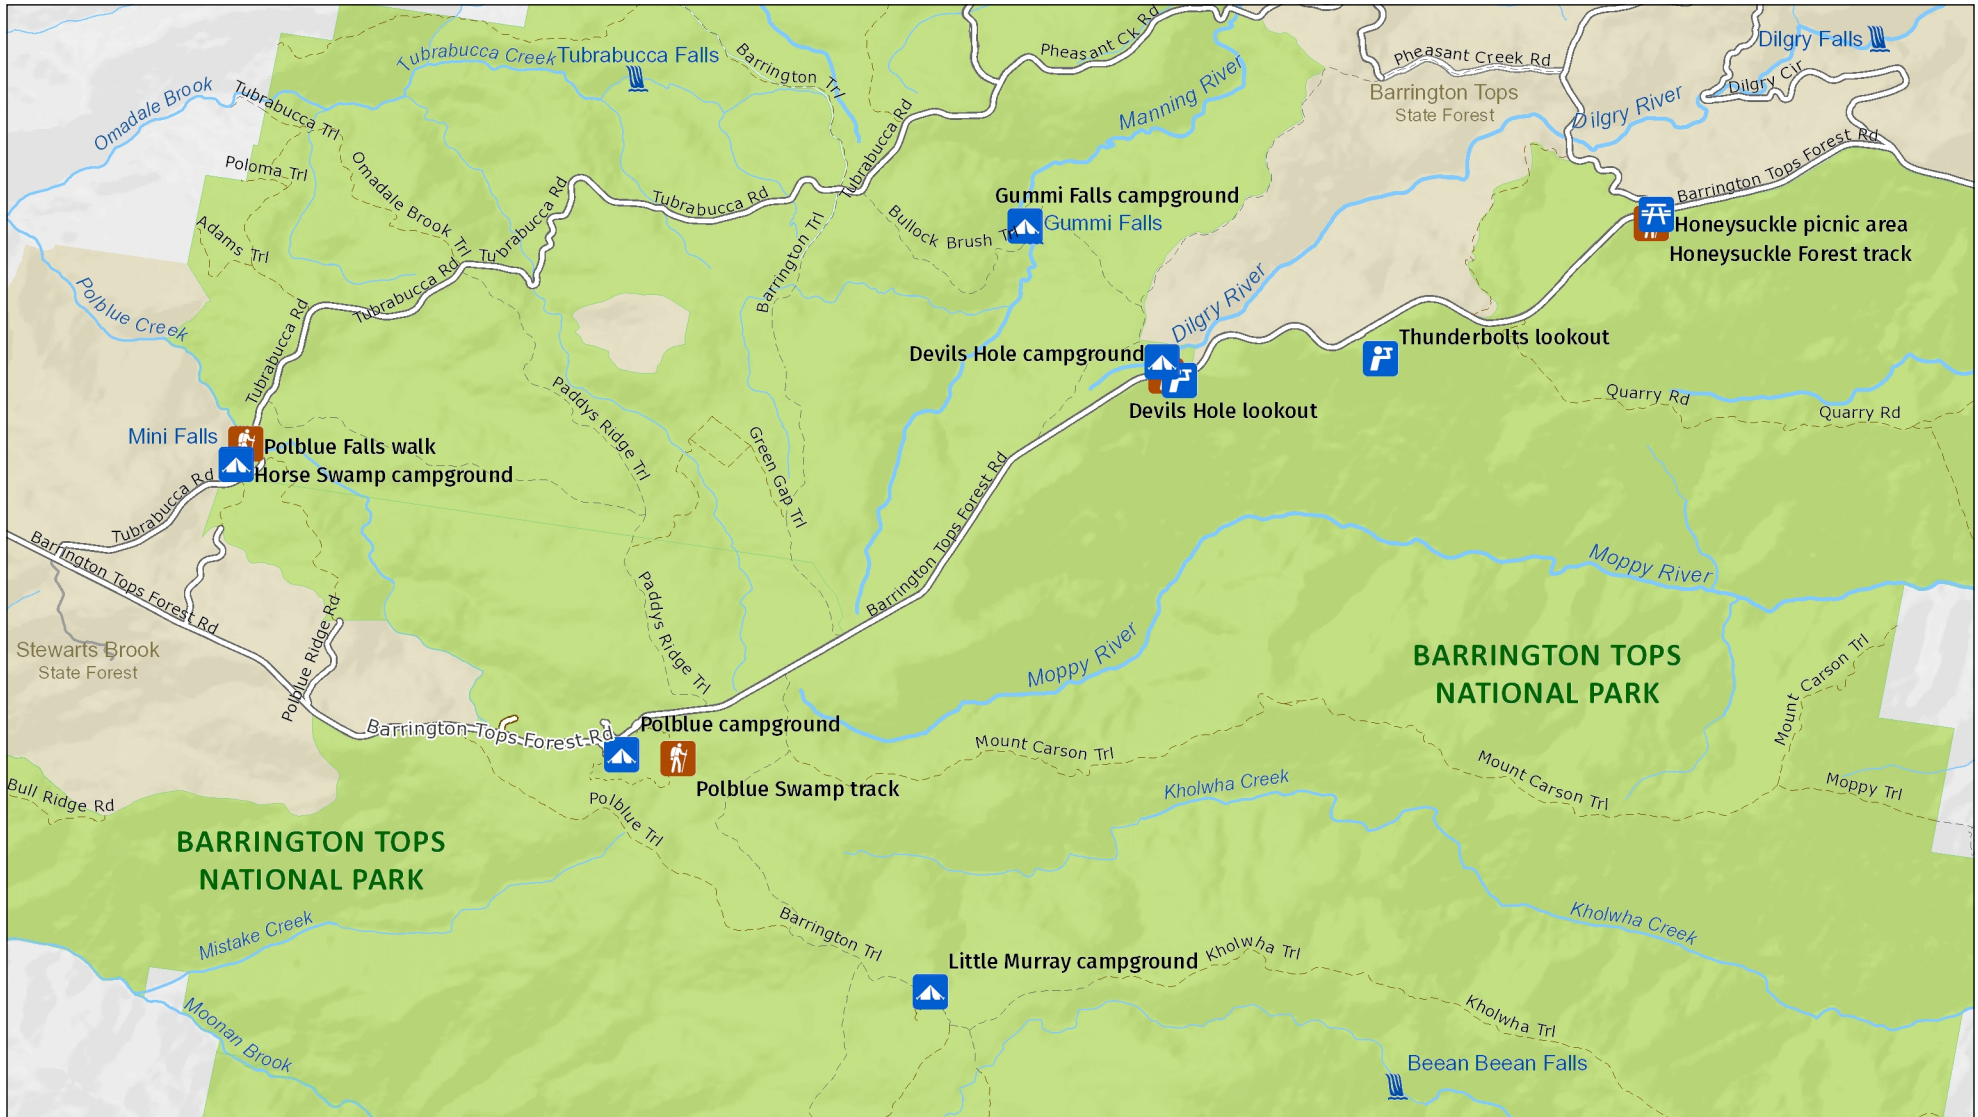 Tubrabucca Creek
Tubrabucca Falls
Barrington Trl
Pheasant Ck Rd
Pheasant Creek Rd
Dilgry Falls
Dilgry Cir
Omadale Brook
Tubrabucca Trl
Tubrabucca Rd
Manning River
Barrington Tops
State Forest
Dilgry River
Barrington Tops Forest Rd
Poloma Trl
Omadale Brook Trl
Tubrabucca Rd
Tubrabucca Rd
Gummi Falls campground
Gummi Falls
Bullock Brush Trl
Honeysuckle picnic area
Honeysuckle Forest track
Adams Trl
Tubrabucca Rd
Barrington Trl
Polblue Creek
Tubrabucca Rd
Dilgry River
Devils Hole campground
Thunderbolts lookout
Devils Hole lookout
Quarry Rd
Quarry Rd
Paddys Ridge Trl
Green Gap Trl
Mini Falls
Polblue Falls walk
Horse Swamp campground
Tubrabucca Rd
Barrington Tops Forest Rd
Barrington Tops Forest Rd
Moppy River
Paddys Ridge Trl
Polblue Ridge Rd
Stewarts Brook
State Forest
Moppy River
BARRINGTON TOPS
NATIONAL PARK
Mount Carson Trl
Barrington Tops Forest Rd
Polblue campground
Polblue Swamp track
Mount Carson Trl
Mount Carson Trl
Moppy Trl
Bull Ridge Rd
Polblue Trl
Kholwha Creek
BARRINGTON TOPS
NATIONAL PARK
Mistake Creek
Barrington Trl
Kholwha Creek
Little Murray campground
Kholwha Trl
Kholwha Trl
Moonan Brook
Beean Beean Falls
Tubrabucca Rd